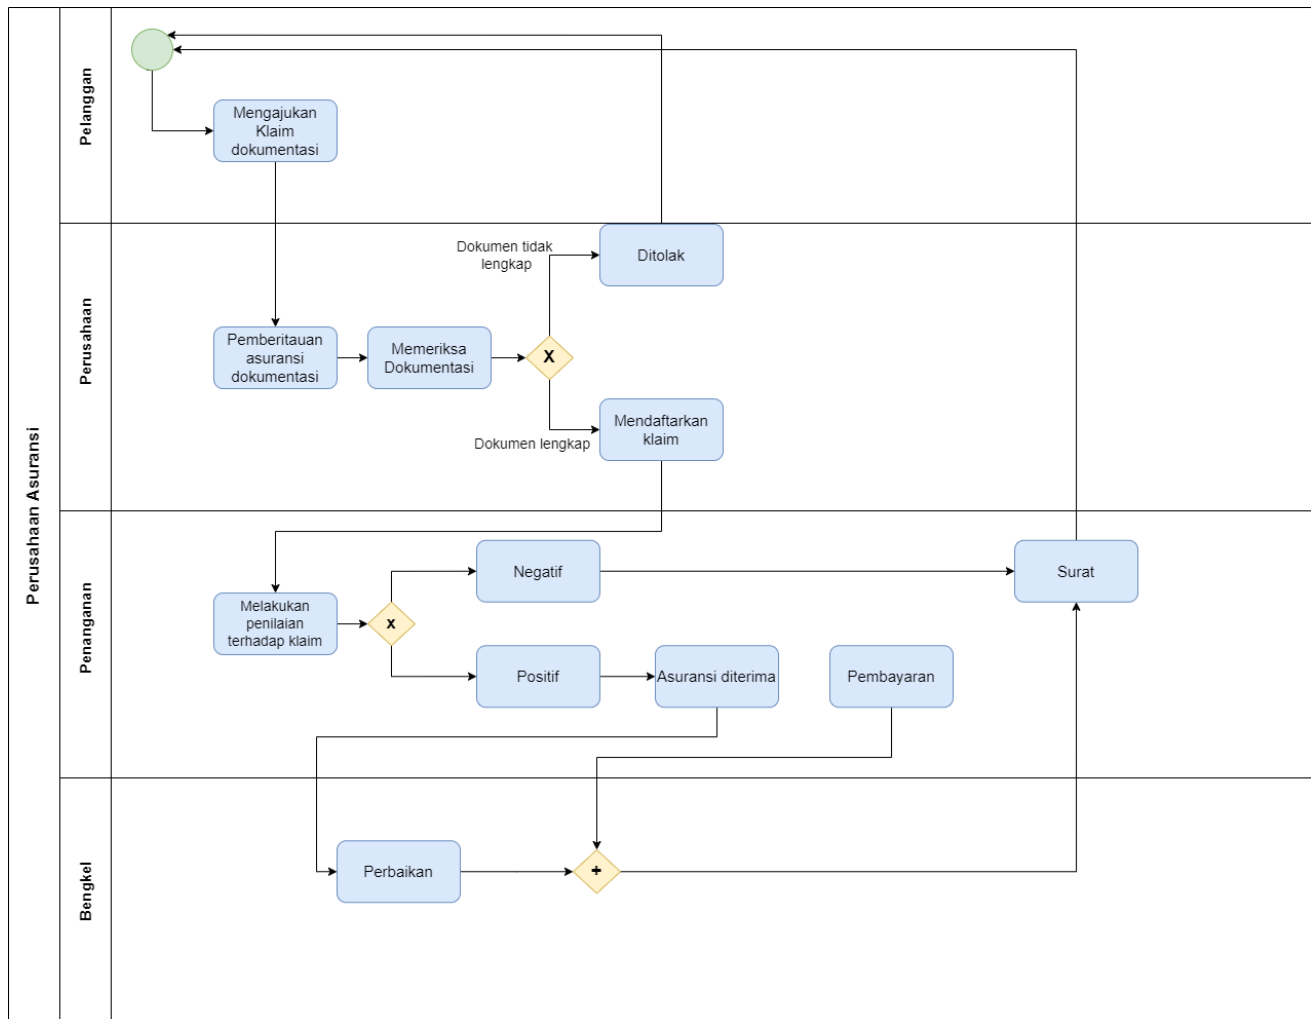 Perusahaan Asuransi
Pelanggan
Mengajukan
Klaim
dokumentasi
Perusahaan
Dokumen tidak
lengkap
Ditolak
Pemberitauan
asuransi
dokumentasi
Memeriksa
Dokumentasi
X
Dokumen lengkap
Mendaftarkan
klaim
Penanganan
Melakukan
penilaian
terhadap klaim
x
Negatif
Surat
Positif
Asuransi diterima
Pembayaran
Bengkel
Perbaikan
+